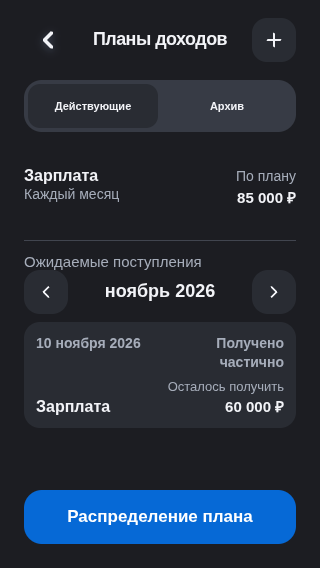 Планы доходов
Действующие
Архив
Зарплата
По плану
Каждый месяц
85 000 ₽
Ожидаемые поступления
ноябрь 2026
10 ноября 2026
Получено
частично
Осталось получить
Зарплата
60 000 ₽
Распределение плана